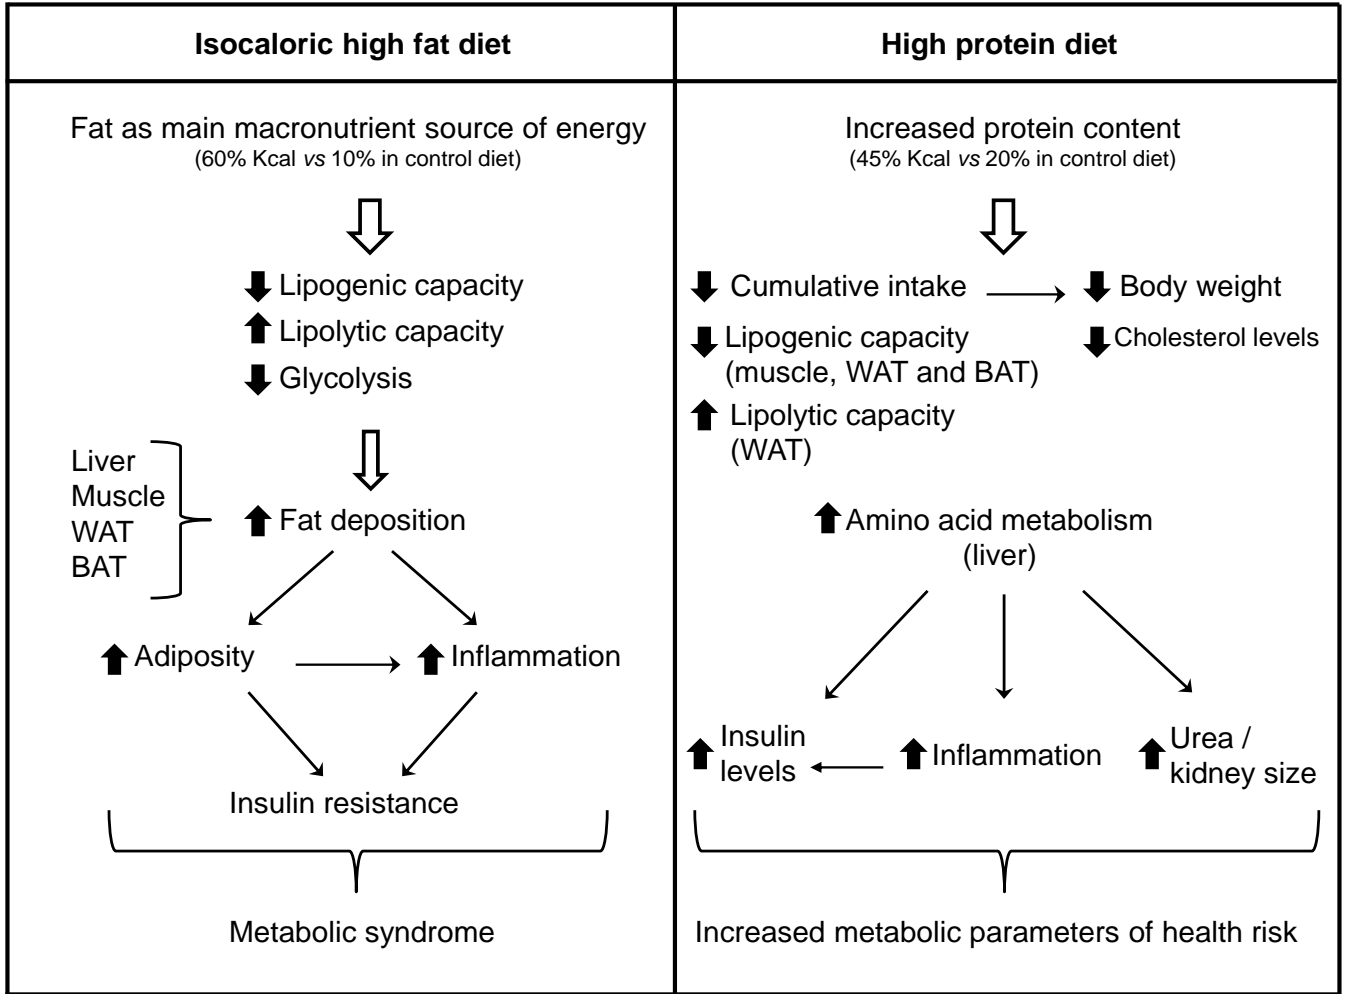 Isocaloric high fat diet
Fat as main macronutrient source of energy
(60% Kcal vs 10% in control diet)
Lipogenic capacity
Lipolytic capacity
Glycolysis
Liver
Muscle
WAT
BAT
Fat deposition
Adiposity
Inflammation
Insulin resistance
Metabolic syndrome
High protein diet
Increased protein content
(45% Kcal vs 20% in control diet)
Cumulative intake
Body weight
Lipogenic capacity
(muscle, WAT and BAT)
Cholesterol levels
Lipolytic capacity
(WAT)
Amino acid metabolism
(liver)
Insulin
levels
Inflammation
Urea /
kidney size
Increased metabolic parameters of health risk